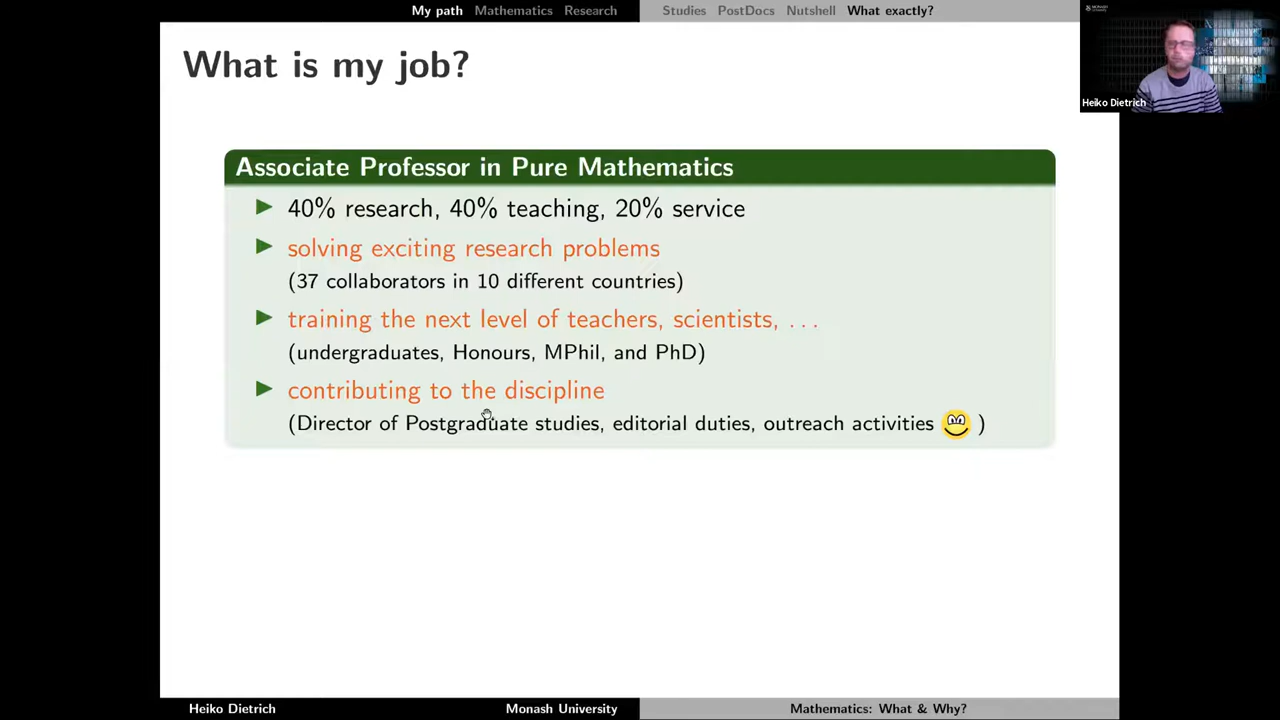 My path Mathematics Research Studies PostDocs Nutshell What exactly?
MONASH
Heiko Dietrich
What is my job?
Associate Professor in Pure Mathematics
▶ 40% research, 40% teaching, 20% service
▶ solving exciting research problems
(37 collaborators in 10 different countries)
▶ training the next level of teachers, scientists, ...
(undergraduates, Honours, MPhil, and PhD)
▶ contributing to the discipline
(Director of Postgraduate studies, editorial duties, outreach activities )
Heiko Dietrich Monash University Mathematics: What & Why?